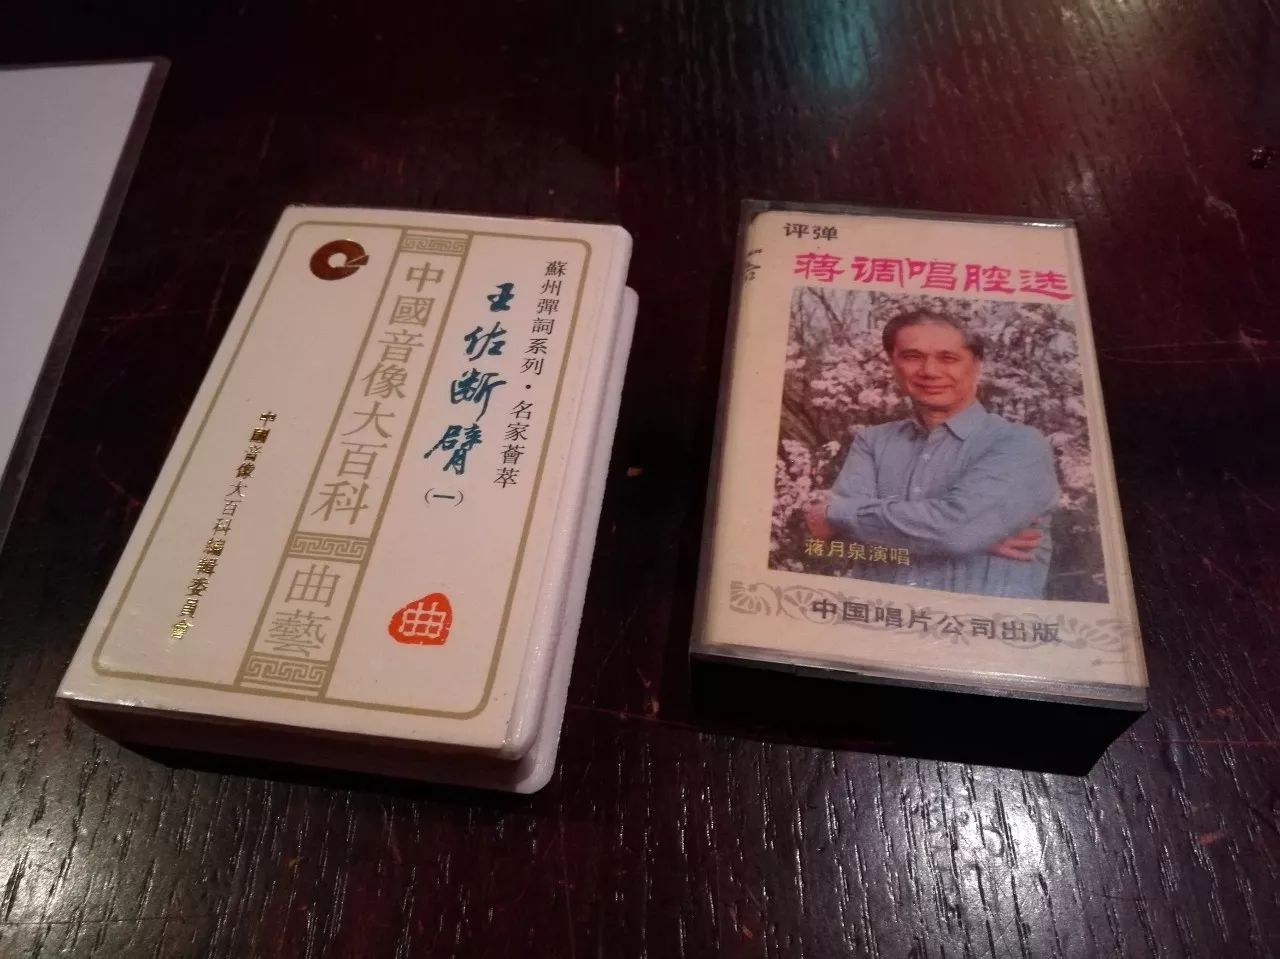 蘇州彈詞系列·名家薈萃
王佐断臂
(一)
中國音像大百科
曲藝
中國音像大百科編輯委員會
曲
评弹
蒋调唱腔选
蒋月泉演唱
中国唱片公司出版